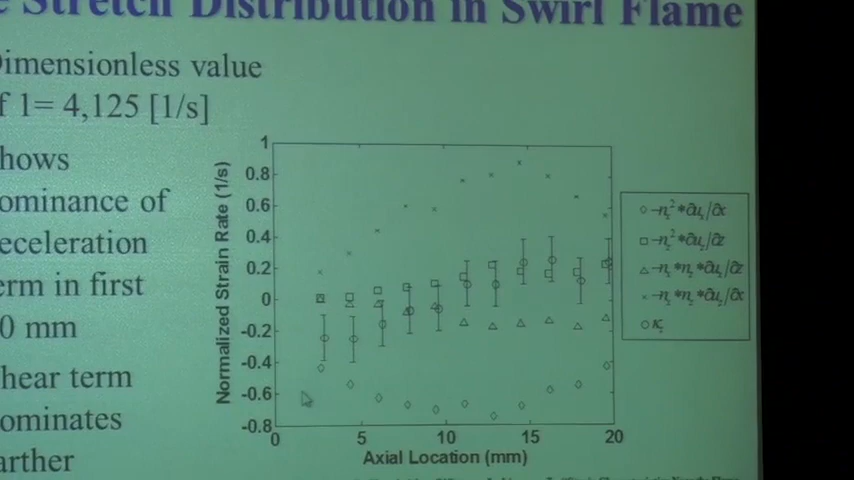 Stretch Distribution in Swirl Flame
Dimensionless value
f 1= 4,125 [1/s]
hows
ominance of
eceleration
erm in first
0 mm
hear term
ominates
arther
Normalized Strain Rate (1/s)
1
0.8
0.6
0.4
0.2
0
-0.2
-0.4
-0.6
-0.8
0
5
10
15
20
Axial Location (mm)